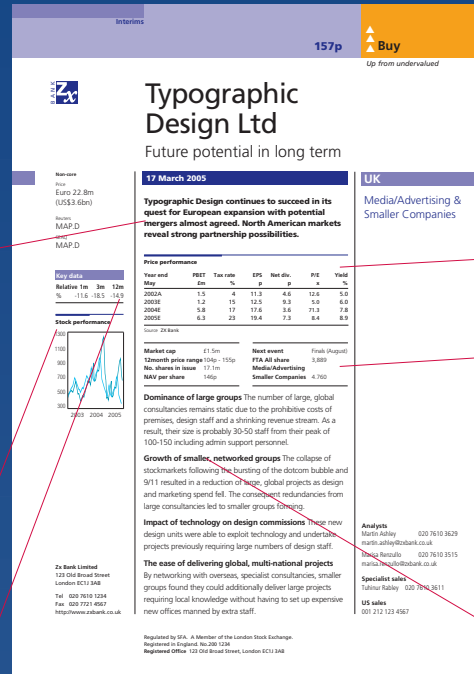 Interims
157p
Buy
Up from undervalued
BANK
Zx
Typographic
Design Ltd
Future potential in long term
Non-core
Price
Euro 22.8m
(US$3.6bn)
Reuters
MAP.D
MAP.D
Key data
Relative 1m 3m 12m
% -11.6 -18.5 -14.9
Stock performance
1300
1100
900
700
500
300
2003 2004 2005
Zx Bank Limited
123 Old Broad Street
London EC1J 3AB
Tel 020 7610 1234
Fax 020 7721 4567
http://www.zxbank.co.uk
17 March 2005
Typographic Design continues to succeed in its
quest for European expansion with potential
mergers almost agreed. North American markets
reveal strong partnership possibilities.
Price performance
Year end PBET Tax rate EPS Net div. P/E Yield
May £m % p p x %
2002A 1.5 4 11.3 4.6 12.6 5.0
2003E 1.2 15 12.5 9.3 5.0 6.0
2004E 5.8 17 17.6 3.6 71.3 7.8
2005E 6.3 23 19.4 7.3 8.4 8.9
Source ZX Bank
Market cap £1.5m
12month price range 104p - 155p
No. shares in issue 17.1m
NAV per share 146p
Next event Finals (August)
FTA All share 3,889
Media/Advertising
Smaller Companies 4.760
Dominance of large groups The number of large, global
consultancies remains static due to the prohibitive costs of
premises, design staff and a shrinking revenue stream. As a
result, their size is probably 30-50 staff from their peak of
100-150 including admin support personnel.
Growth of smaller, networked groups The collapse of
stockmarkets following the bursting of the dotcom bubble and
9/11 resulted in a reduction of large, global projects as design
and marketing spend fell. The consequent redundancies from
large consultancies led to smaller groups forming.
Impact of technology on design commissions These new
design units were able to exploit technology and undertake
projects previously requiring large numbers of design staff.
The ease of delivering global, multi-national projects
By networking with overseas, specialist consultancies, smaller
groups found they could additionally deliver large projects
requiring local knowledge without having to set up expensive
new offices manned by extra staff.
UK
Media/Advertising &
Smaller Companies
Analysts
Martin Ashley 020 7610 3629
martin.ashley@zxbank.co.uk
Marisa Renzullo 020 7610 3515
marisa.renzullo@zxbank.co.uk
Specialist sales
Tuhinur Rabley 020 7610 3611
US sales
001 212 123 4567
Regulated by SFA. A Member of the London Stock Exchange.
Registered in England. No.200 1234
Registered Office 123 Old Broad Street, London EC1J 3AB